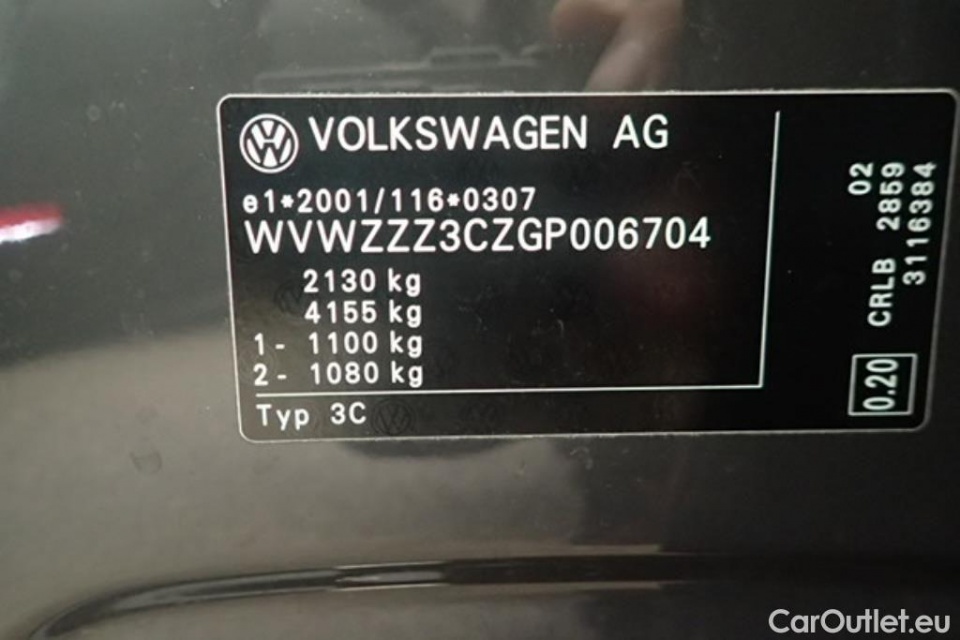 VOLKSWAGEN AG
e1*2001/116*0307
WVWZZZ3CZGP006704
2130 kg
4155 kg
1- 1100 kg
2- 1080 kg
Typ 3C
02
CRLB 2859
3116384
0.20
CarOutlet.eu